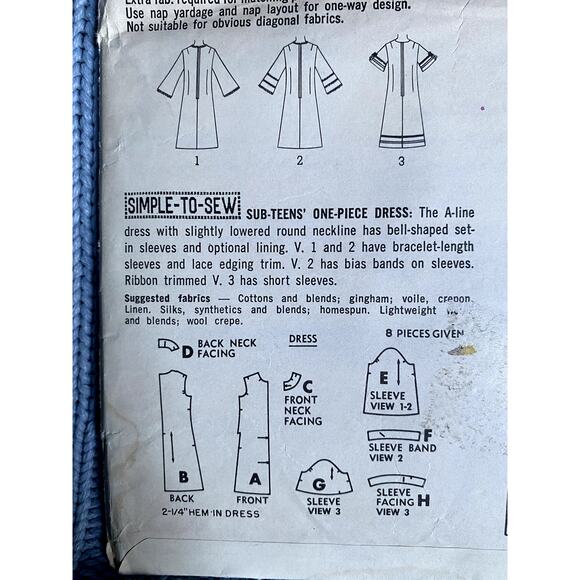 Use nap yardage and nap layout for one-way design.
Not suitable for obvious diagonal fabrics.
1 2 3
SIMPLE-TO-SEW SUB-TEENS' ONE-PIECE DRESS: The A-line
dress with slightly lowered round neckline has bell-shaped set-
in sleeves and optional lining. V. 1 and 2 have bracelet-length
sleeves and lace edging trim. V. 2 has bias bands on sleeves.
Ribbon trimmed V. 3 has short sleeves.
Suggested fabrics — Cottons and blends; gingham; voile, crepon.
Linen. Silks, synthetics and blends; homespun. Lightweight
and blends; wool crepe.
8 PIECES GIVEN
DRESS
D BACK NECK
FACING
C
FRONT
NECK
FACING
E
SLEEVE
VIEW 1-2
F
SLEEVE BAND
VIEW 2
B
BACK
A
FRONT
G
SLEEVE
VIEW 3
SLEEVE
FACING H
VIEW 3
2-1/4" HEM IN DRESS